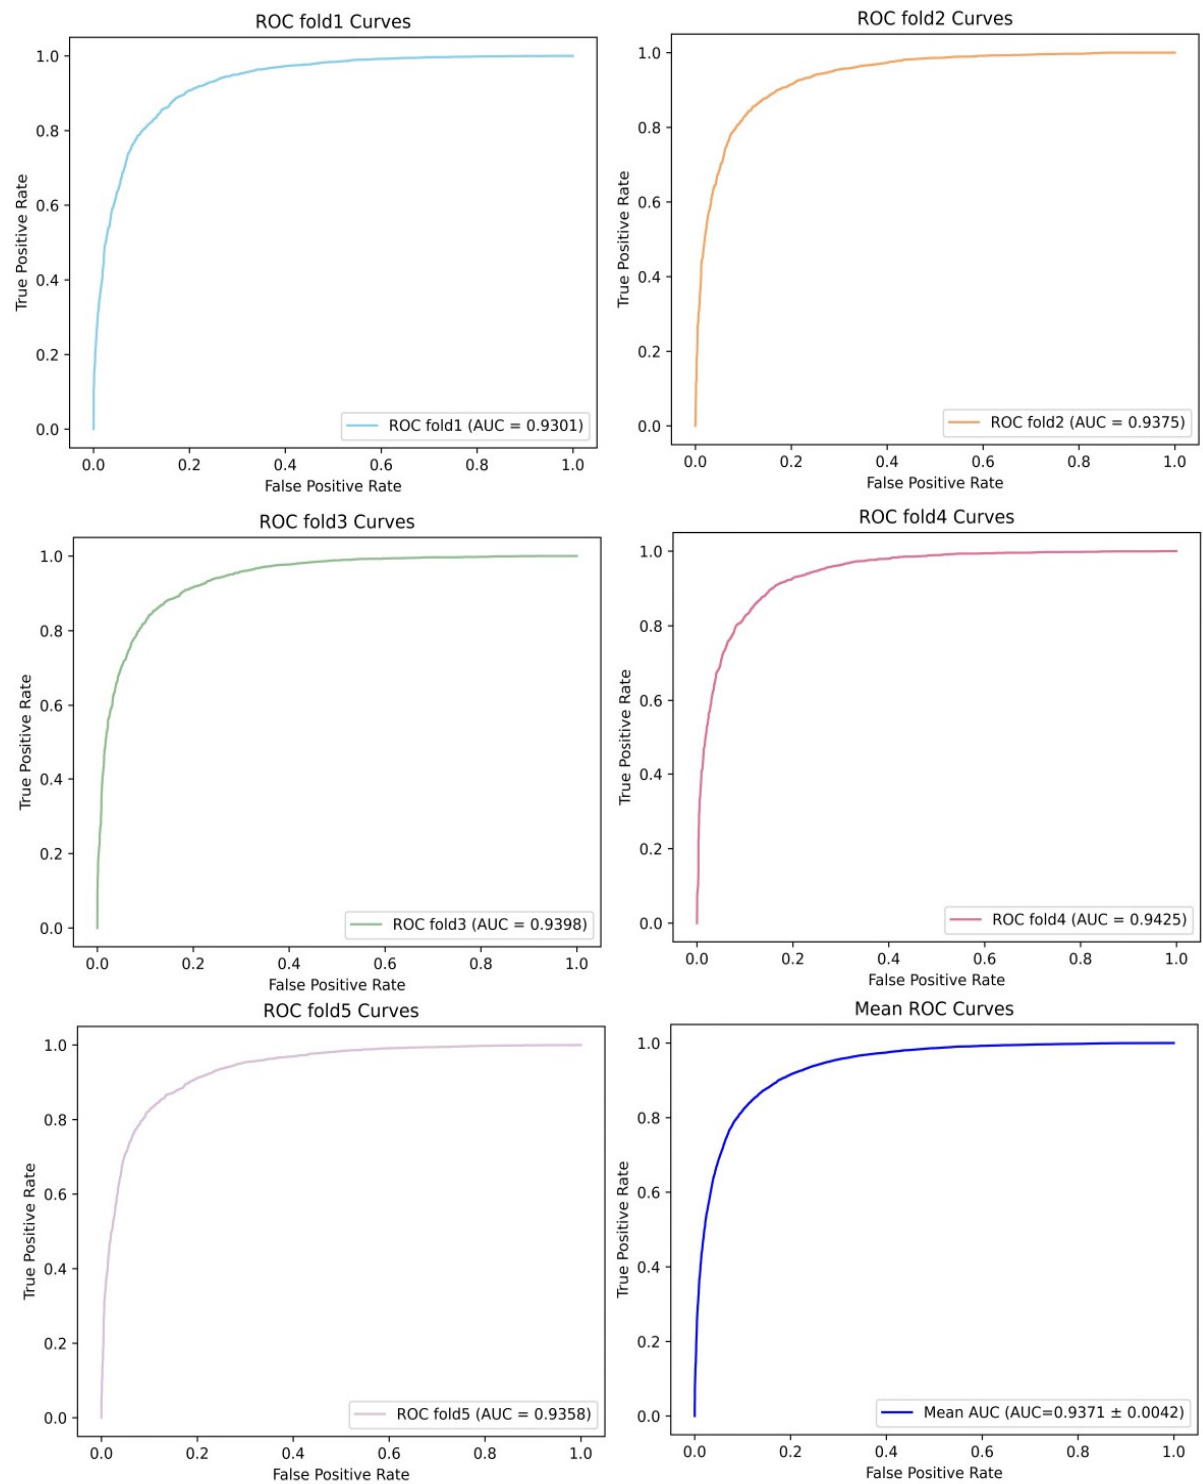 ROC fold1 Curves
True Positive Rate
1.0
0.8
0.6
0.4
0.2
0.0
ROC fold1 (AUC = 0.9301)
0.0 0.2 0.4 0.6 0.8 1.0
False Positive Rate
ROC fold2 Curves
True Positive Rate
1.0
0.8
0.6
0.4
0.2
0.0
ROC fold2 (AUC = 0.9375)
0.0 0.2 0.4 0.6 0.8 1.0
False Positive Rate
ROC fold3 Curves
True Positive Rate
1.0
0.8
0.6
0.4
0.2
0.0
ROC fold3 (AUC = 0.9398)
0.0 0.2 0.4 0.6 0.8 1.0
False Positive Rate
ROC fold4 Curves
True Positive Rate
1.0
0.8
0.6
0.4
0.2
0.0
ROC fold4 (AUC = 0.9425)
0.0 0.2 0.4 0.6 0.8 1.0
False Positive Rate
ROC fold5 Curves
True Positive Rate
1.0
0.8
0.6
0.4
0.2
0.0
ROC fold5 (AUC = 0.9358)
0.0 0.2 0.4 0.6 0.8 1.0
False Positive Rate
Mean ROC Curves
True Positive Rate
1.0
0.8
0.6
0.4
0.2
0.0
Mean AUC (AUC=0.9371 ± 0.0042)
0.0 0.2 0.4 0.6 0.8 1.0
False Positive Rate